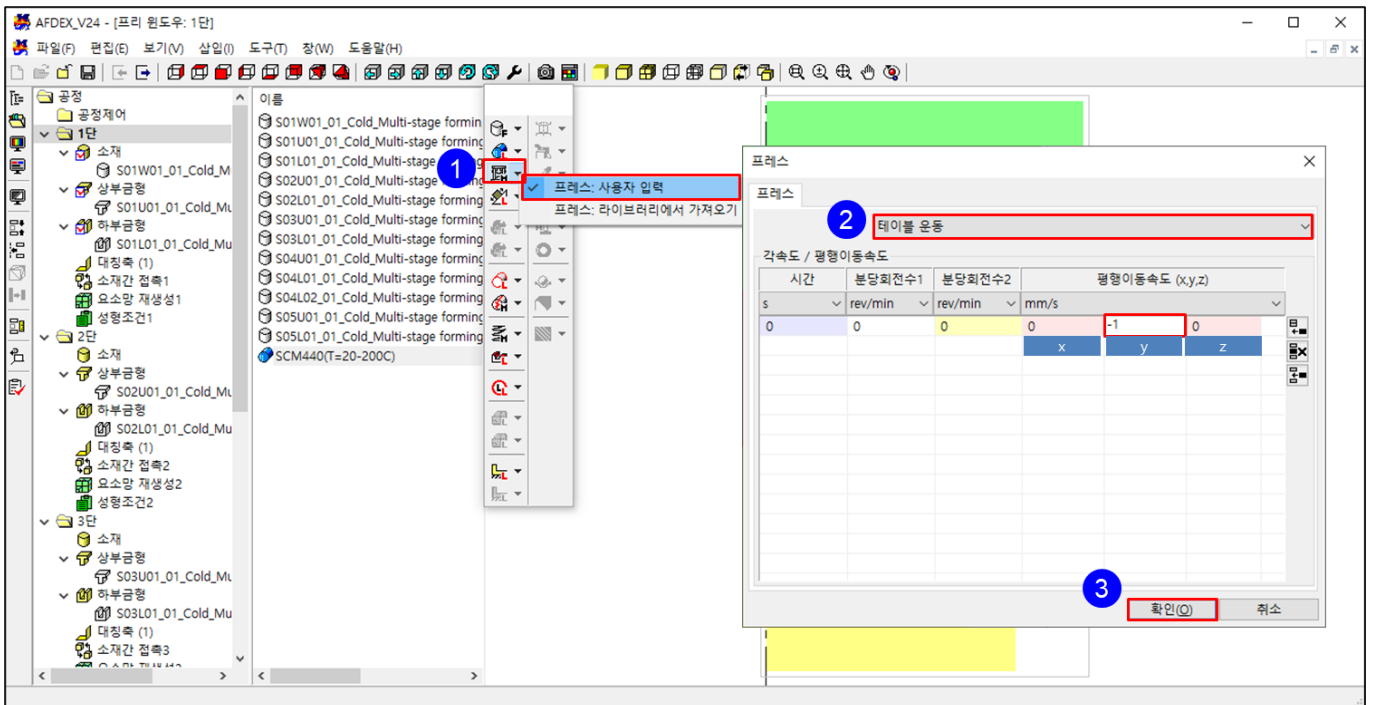 AFDEX_V24 - [프리 윈도우: 1단]
파일(F) 편집(E) 보기(V) 삽입(I) 도구(T) 창(W) 도움말(H)
공정
공정제어
1단
소재
S01W01_01_Cold_M
상부금형
S01U01_01_Cold_Mu
하부금형
S01L01_01_Cold_Mu
대칭축 (1)
소재간 접촉1
요소망 재생성1
성형조건1
2단
소재
상부금형
S02U01_01_Cold_Mu
하부금형
S02L01_01_Cold_Mu
대칭축 (1)
소재간 접촉2
요소망 재생성2
성형조건2
3단
소재
상부금형
S03U01_01_Cold_Mu
하부금형
S03L01_01_Cold_Mu
대칭축 (1)
소재간 접촉3
이름
S01W01_01_Cold_Multi-stage formin
S01U01_01_Cold_Multi-stage forming
S01L01_01_Cold_Multi-stage
S02U01_01_Cold_Multi-stage
S02L01_01_Cold_Multi-stage forming
S03U01_01_Cold_Multi-stage forming
S03L01_01_Cold_Multi-stage forming
S04U01_01_Cold_Multi-stage forming
S04L01_01_Cold_Multi-stage forming
S04L02_01_Cold_Multi-stage forming
S05U01_01_Cold_Multi-stage forming
S05L01_01_Cold_Multi-stage forming
SCM440(T=20-200C)
1
프레스: 사용자 입력
프레스: 라이브러리에서 가져오기
프레스
프레스
2
테이블 운동
각속도 / 평행이동속도
시간 분당회전수1 분당회전수2 평행이동속도 (x,y,z)
s rev/min rev/min mm/s
0 0 0 0 -1 0
x y z
3
확인(O) 취소